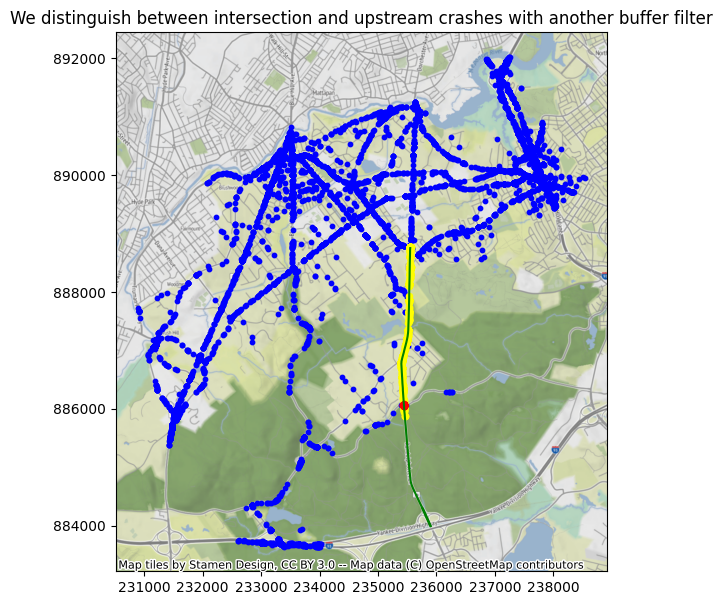 We distinguish between intersection and upstream crashes with another buffer filter
892000
890000
888000
886000
884000
Mattapan
Map tiles by Stamen Design, CC BY 3.0 -- Map data (C) OpenStreetMap contributors
231000 232000 233000 234000 235000 236000 237000 238000